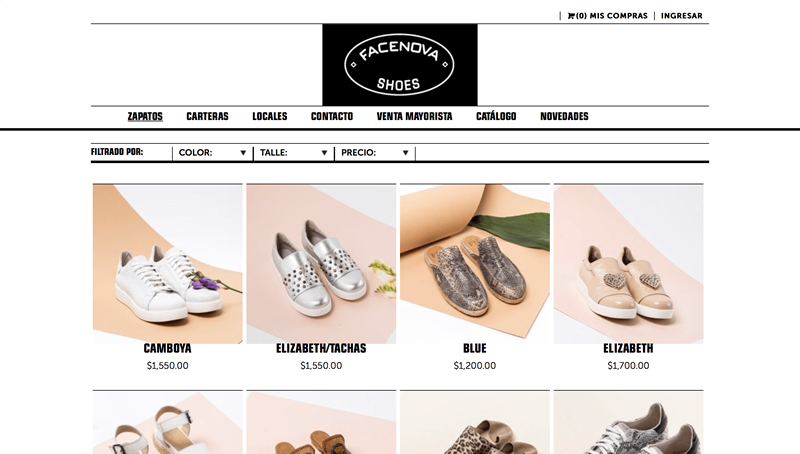 (0) MIS COMPRAS | INGRESAR
FACENOVA
SHOES
ZAPATOS CARTERAS LOCALES CONTACTO VENTA MAYORISTA CATÁLOGO NOVEDADES
FILTRADO POR: COLOR: TALLE: PRECIO:
CAMBOYA ELIZABETH/TACHAS BLUE ELIZABETH
$1,550.00 $1,550.00 $1,200.00 $1,700.00